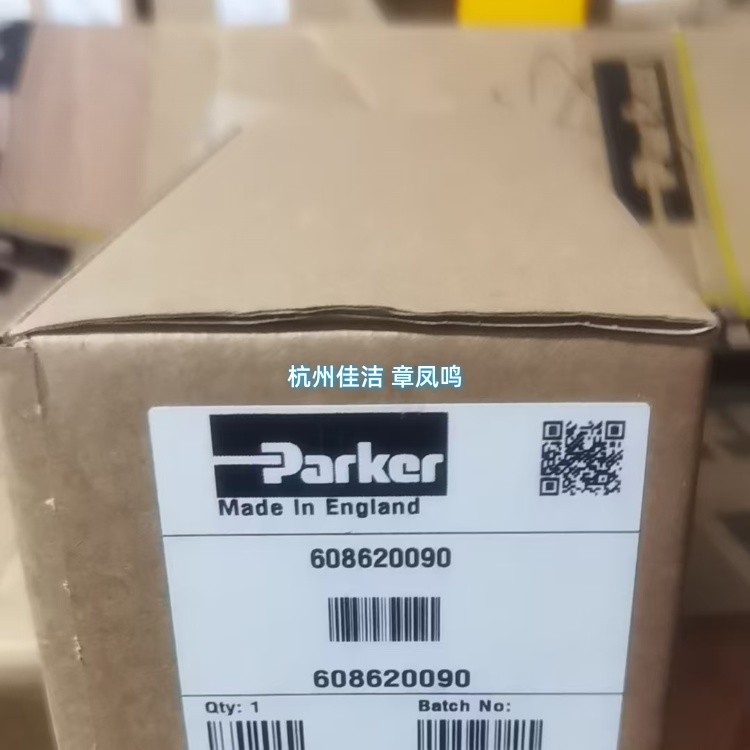 杭州佳洁 章凤鸣
Parker
Made In England
608620090
608620090
Qty: 1
Batch No: